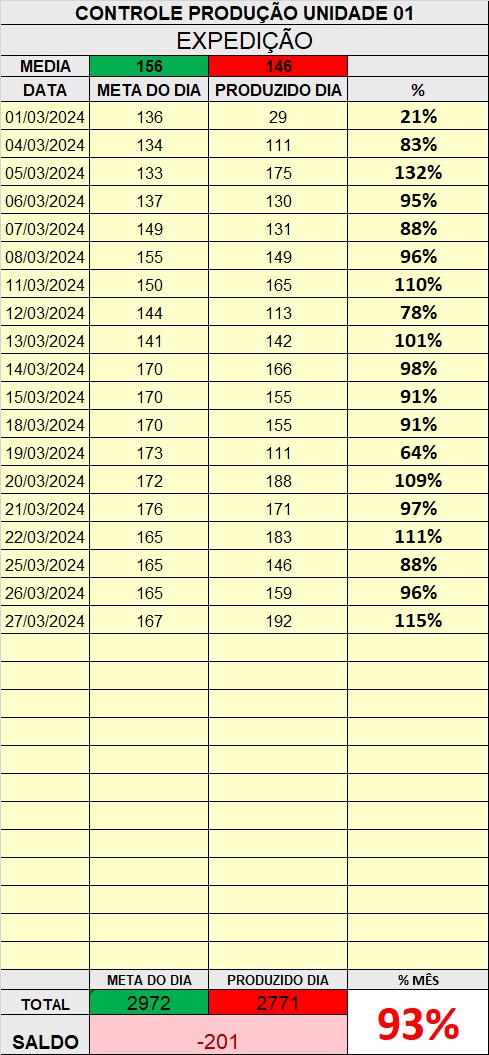 CONTROLE PRODUÇÃO UNIDADE 01
EXPEDIÇÃO
MEDIA 156 146
DATA META DO DIA PRODUZIDO DIA %
01/03/2024 136 29 21%
04/03/2024 134 111 83%
05/03/2024 133 175 132%
06/03/2024 137 130 95%
07/03/2024 149 131 88%
08/03/2024 155 149 96%
11/03/2024 150 165 110%
12/03/2024 144 113 78%
13/03/2024 141 142 101%
14/03/2024 170 166 98%
15/03/2024 170 155 91%
18/03/2024 170 155 91%
19/03/2024 173 111 64%
20/03/2024 172 188 109%
21/03/2024 176 171 97%
22/03/2024 165 183 111%
25/03/2024 165 146 88%
26/03/2024 165 159 96%
27/03/2024 167 192 115%
META DO DIA PRODUZIDO DIA % MÊS
TOTAL 2972 2771 93%
SALDO -201